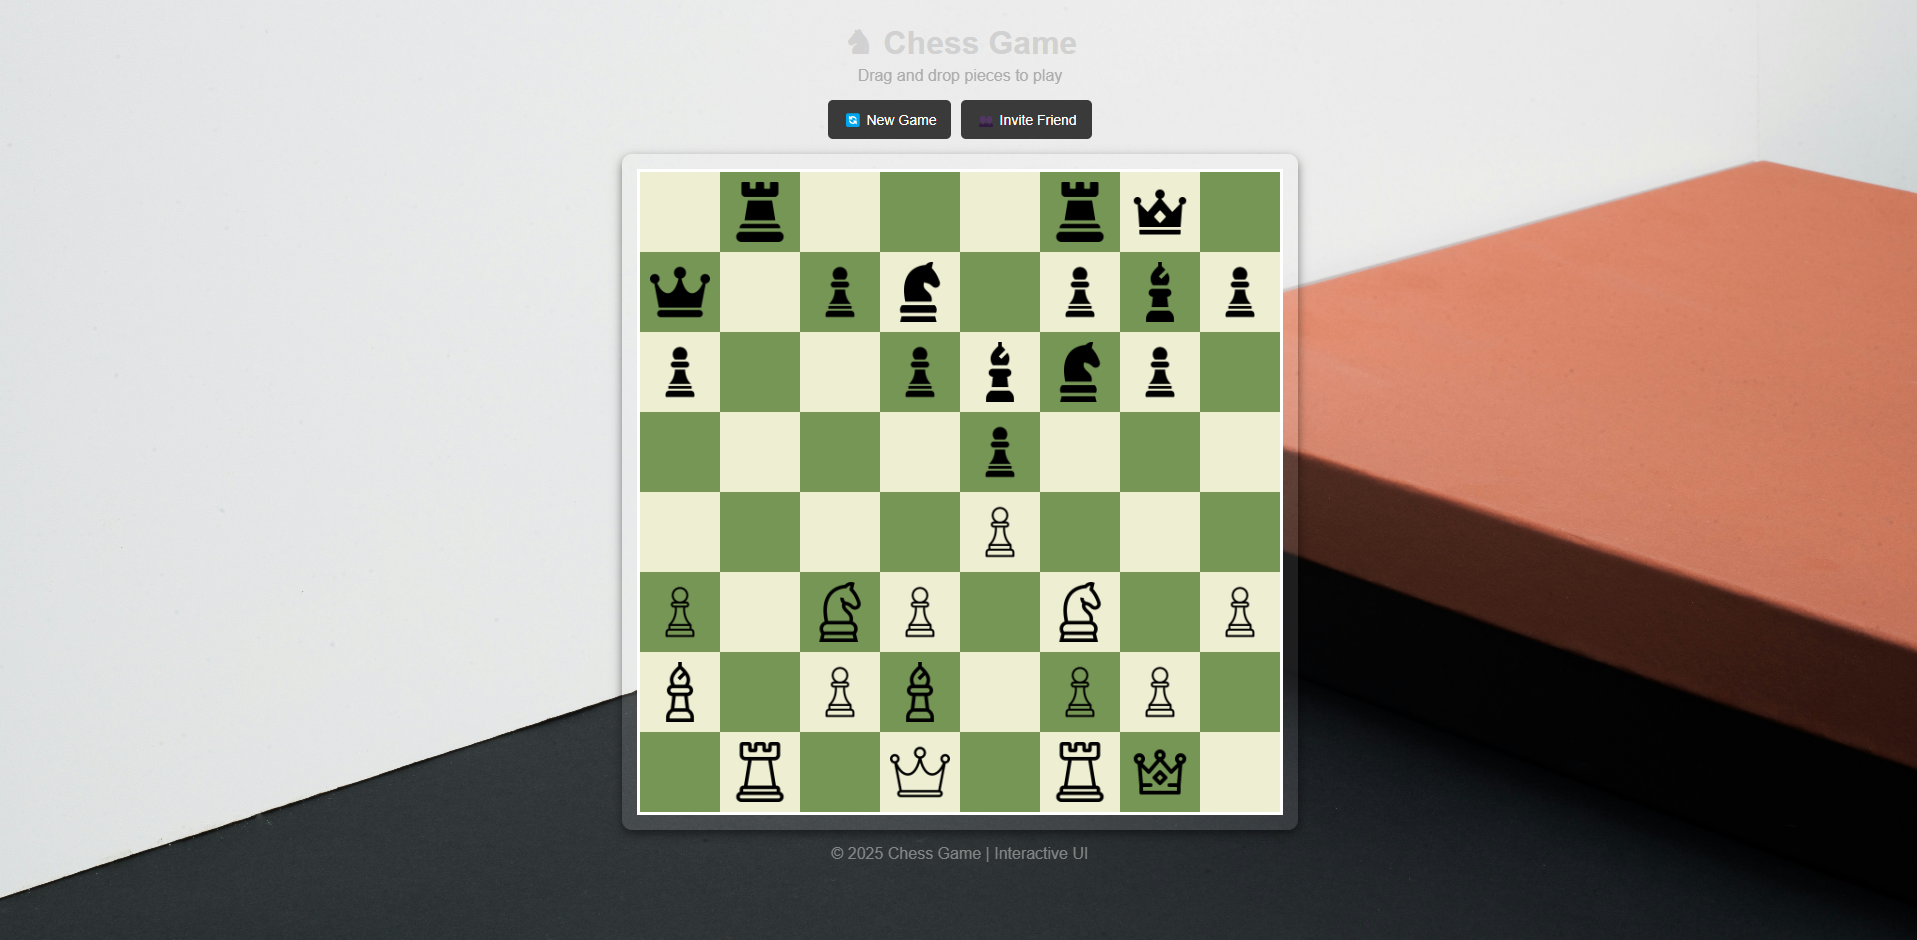 Chess Game
Drag and drop pieces to play
New Game
Invite Friend
© 2025 Chess Game | Interactive UI